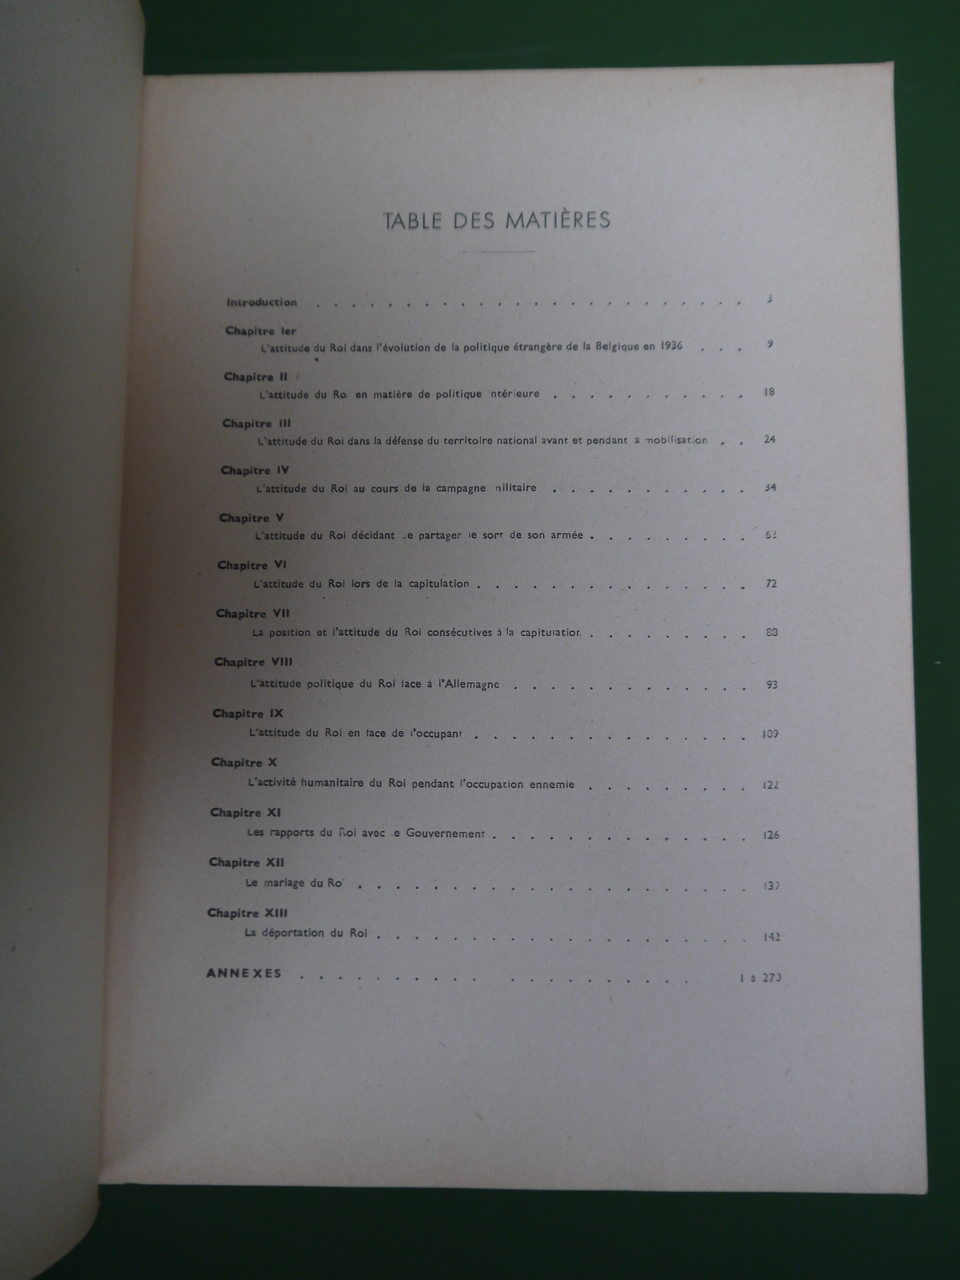 TABLE DES MATIÈRES
Introduction . . . . . . . . . . . . . . . . . . . . . . . . 3
Chapitre Ier
L'attitude du Roi dans l'évolution de la politique étrangère de la Belgique en 1936 . . . 9
Chapitre II
L'attitude du Roi en matière de politique intérieure . . . . . . . . . . . 18
Chapitre III
L'attitude du Roi dans la défense du territoire national avant et pendant la mobilisation . . 24
Chapitre IV
L'attitude du Roi au cours de la campagne militaire . . . . . . . . . . . 34
Chapitre V
L'attitude du Roi décidant de partager le sort de son armée . . . . . . . . .
Chapitre VI
L'attitude du Roi lors de la capitulation . . . . . . . . . . . . . . . 72
Chapitre VII
La position et l'attitude du Roi consécutives à la capitulation . . . . . . . . .
Chapitre VIII
L'attitude politique du Roi face à l'Allemagne . . . . . . . . . . . . . 93
Chapitre IX
L'attitude du Roi en face de l'occupant . . . . . . . . . . . . . . . 109
Chapitre X
L'activité humanitaire du Roi pendant l'occupation ennemie . . . . . . . . . 122
Chapitre XI
Les rapports du Roi avec le Gouvernement . . . . . . . . . . . . . . 126
Chapitre XII
Le mariage du Roi . . . . . . . . . . . . . . . . . . . . .
Chapitre XIII
La déportation du Roi . . . . . . . . . . . . . . . . . . . . 142
ANNEXES . . . . . . . . . . . . . . . . . . . . 1 à 273